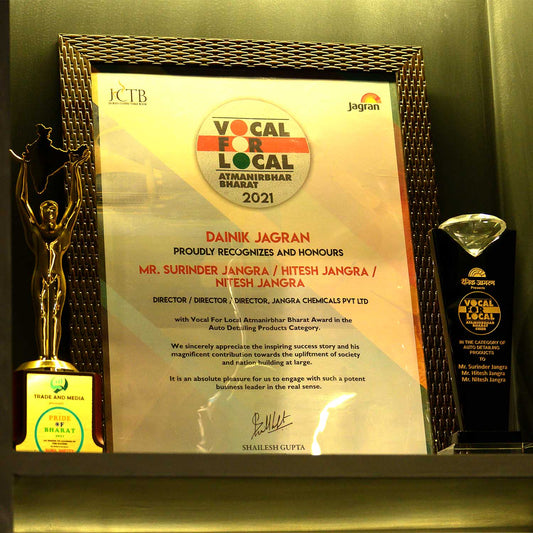 JCTB
Jagran
VOCAL
FOR
LOCAL
ATMANIRBHAR
BHARAT
2021
DAINIK JAGRAN
PROUDLY RECOGNIZES AND HONOURS
MR. SURINDER JANGRA / HITESH JANGRA /
NITESH JANGRA
DIRECTOR / DIRECTOR / DIRECTOR, JANGRA CHEMICALS PVT LTD
with Vocal For Local Atmanirbhar Bharat Award in the
Auto Detailing Products Category.
We sincerely appreciate the inspiring success story and his
magnificent contribution towards the upliftment of society
and nation building at large.
It is an absolute pleasure for us to engage with such a potent
business leader in the real sense.
SHAILESH GUPTA
TRADE AND MEDIA
PRIDE
OF
BHARAT
दैनिक जागरण
Presents
VOCAL
FOR
LOCAL
ATMANIRBHAR
BHARAT
IN THE CATEGORY OF
AUTO DETAILING
PRODUCTS
TO
Mr. Surinder Jangra
Mr. Hitesh Jangra
Mr. Nitesh Jangra